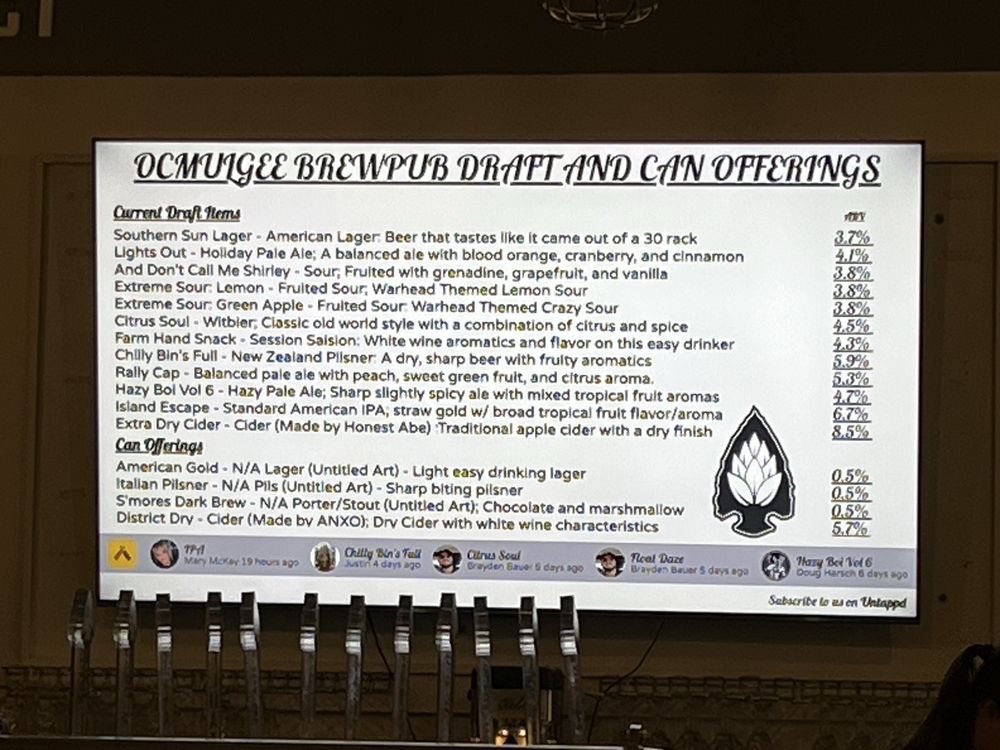 OCMULGEE BREWPUB DRAFT AND CAN OFFERINGS
Current Draft Items ABV
Southern Sun Lager - American Lager: Beer that tastes like it came out of a 30 rack 3.7%
Lights Out - Holiday Pale Ale; A balanced ale with blood orange, cranberry, and cinnamon 4.1%
And Don't Call Me Shirley - Sour; Fruited with grenadine, grapefruit, and vanilla 3.8%
Extreme Sour: Lemon - Fruited Sour; Warhead Themed Lemon Sour 3.8%
Extreme Sour: Green Apple - Fruited Sour: Warhead Themed Crazy Sour 3.8%
Citrus Soul - Witbier; Classic old world style with a combination of citrus and spice 4.5%
Farm Hand Snack - Session Saision: White wine aromatics and flavor on this easy drinker 4.3%
Chilly Bin's Full - New Zealand Pilsner: A dry, sharp beer with fruity aromatics 5.9%
Rally Cap - Balanced pale ale with peach, sweet green fruit, and citrus aroma. 5.3%
Hazy Boi Vol 6 - Hazy Pale Ale; Sharp slightly spicy ale with mixed tropical fruit aromas 4.7%
Island Escape - Standard American IPA; straw gold w/ broad tropical fruit flavor/aroma 6.7%
Extra Dry Cider - Cider (Made by Honest Abe) :Traditional apple cider with a dry finish 8.5%
Can Offerings
American Gold - N/A Lager (Untitled Art) - Light easy drinking lager 0.5%
Italian Pilsner - N/A Pils (Untitled Art) - Sharp biting pilsner 0.5%
S'mores Dark Brew - N/A Porter/Stout (Untitled Art); Chocolate and marshmallow 0.5%
District Dry - Cider (Made by ANXO); Dry Cider with white wine characteristics 5.7%
IPA Chilly Bin's Full Citrus Soul Float Daze Hazy Boi Vol 6
Mary McKay 19 hours ago Justin 4 days ago Brayden Bauer 5 days ago Brayden Bauer 5 days ago Doug Harsch 6 days ago
Subscribe to us on Untappd